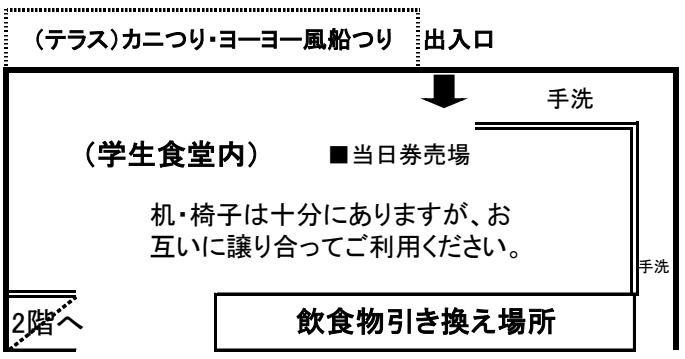 (テラス)カニつり・ヨーヨー風船つり
出入口
手洗
(学生食堂内)
■当日券売場
机・椅子は十分にありますが、お
互いに譲り合ってご利用ください。
手洗
2階へ
飲食物引き換え場所